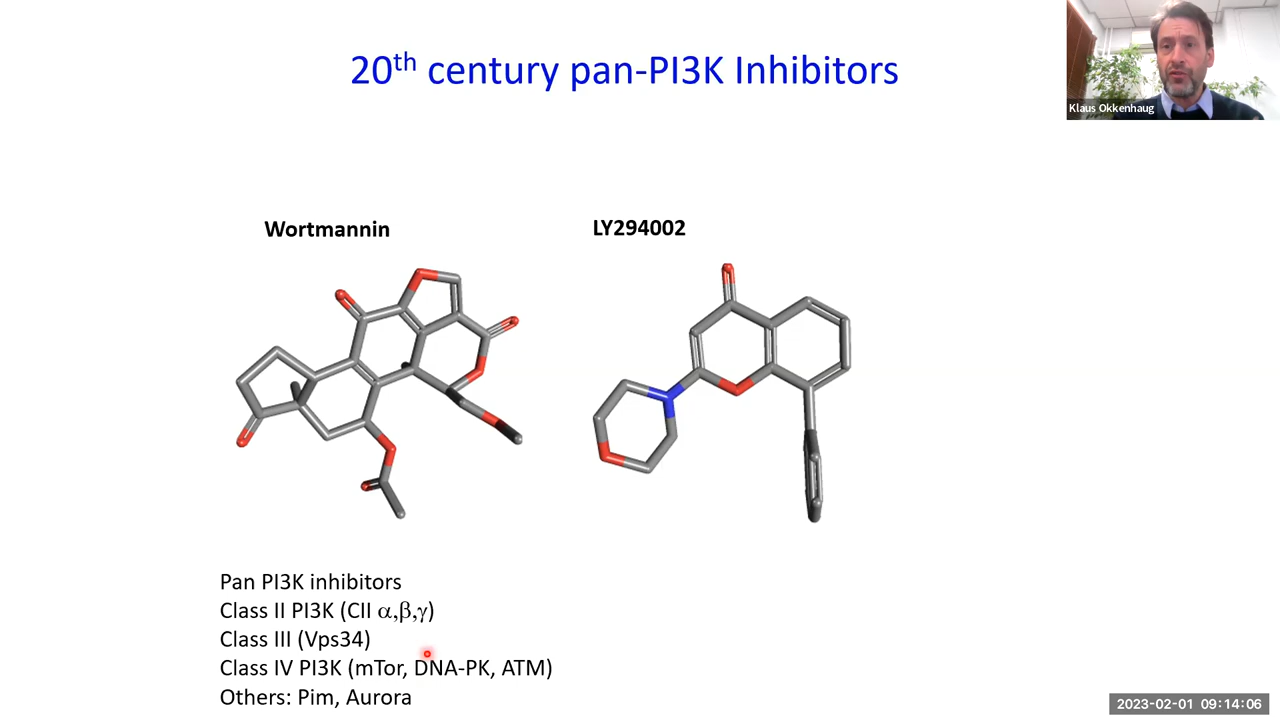 20th century pan-PI3K Inhibitors
Klaus Okkenhaug
Wortmannin
LY294002
Pan PI3K inhibitors
Class II PI3K (CII α,β,γ)
Class III (Vps34)
Class IV PI3K (mTor, DNA-PK, ATM)
Others: Pim, Aurora
2023-02-01 09:14:06